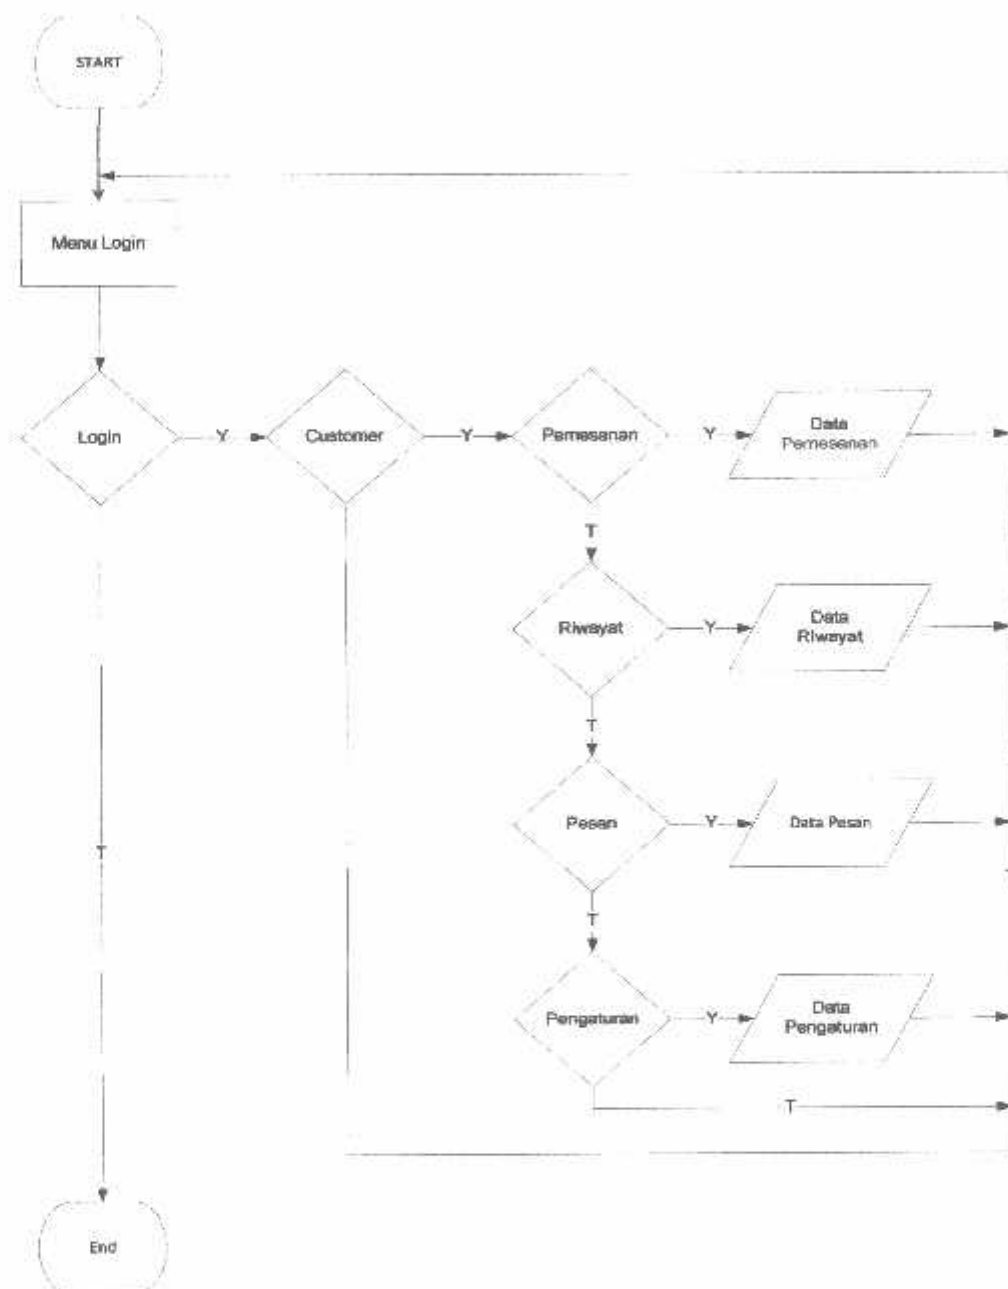 START
Menu Login
Login
Y
Customer
Y
Pemesanan
Y
Data
Pemesanan
T
Riwayat
Y
Data
Riwayat
T
Pesan
Y
Data Pesan
T
T
Pengaturan
Y
Data
Pengaturan
T
End